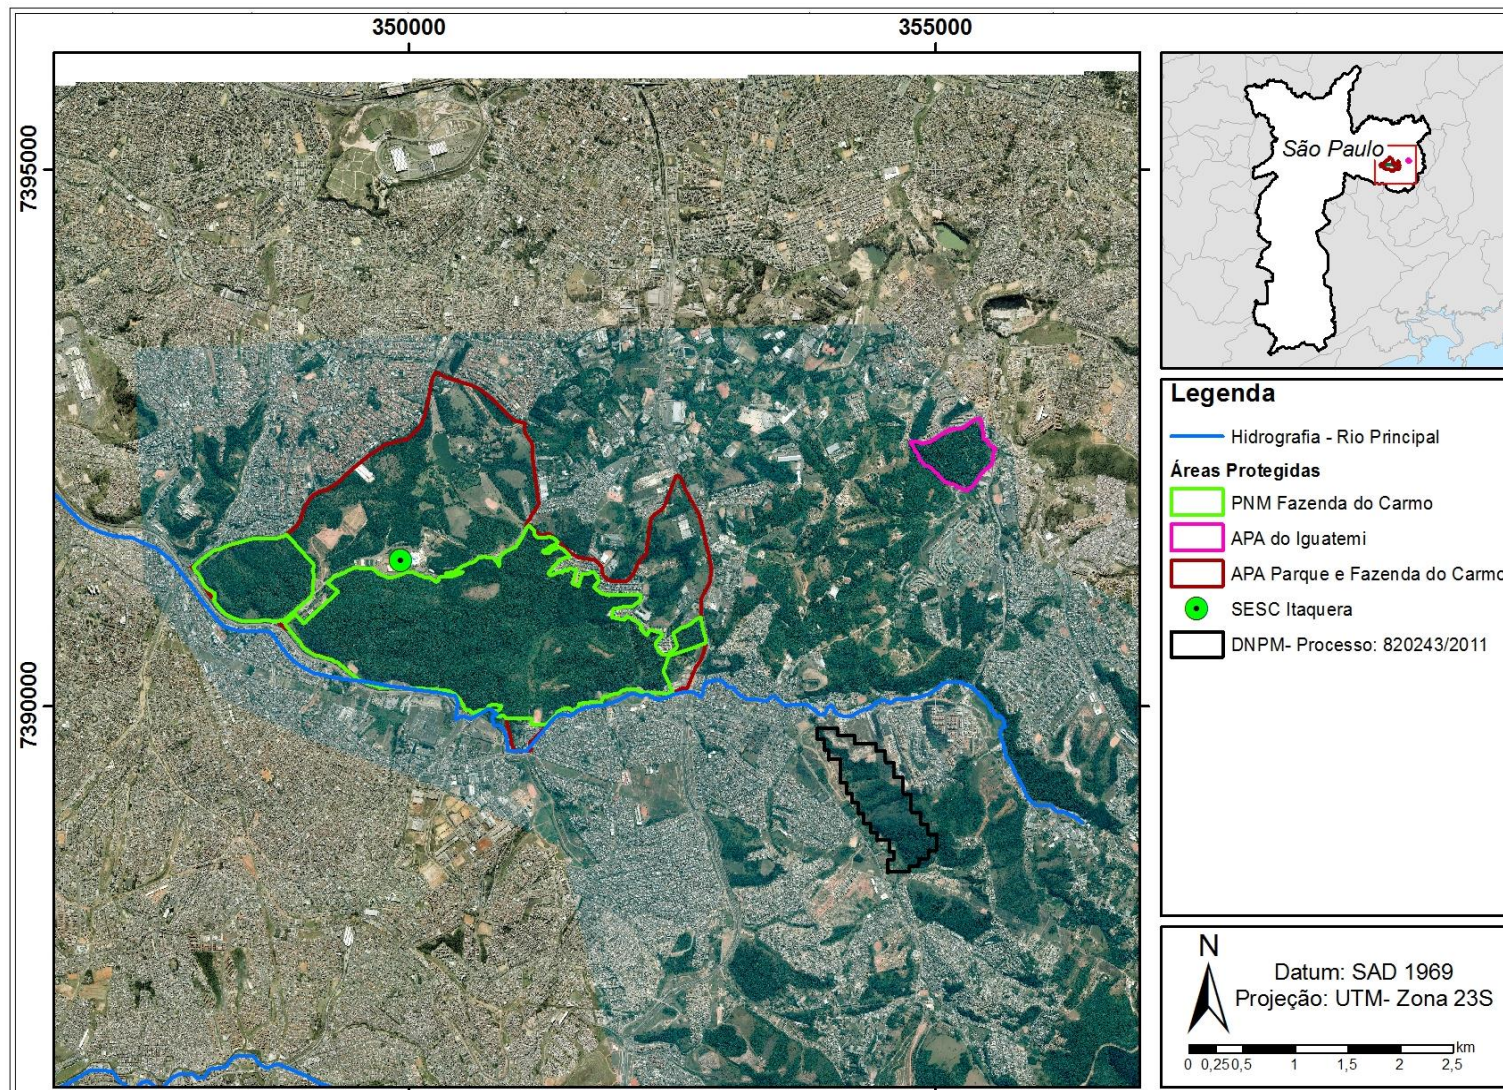 350000
355000
7395000
7390000
São Paulo
Legenda
Hidrografia - Rio Principal
Áreas Protegidas
PNM Fazenda do Carmo
APA do Iguatemi
APA Parque e Fazenda do Carmo
SESC Itaquera
DNPM- Processo: 820243/2011
N
Datum: SAD 1969
Projeção: UTM- Zona 23S
km
0 0,25 0,5 1 1,5 2 2,5